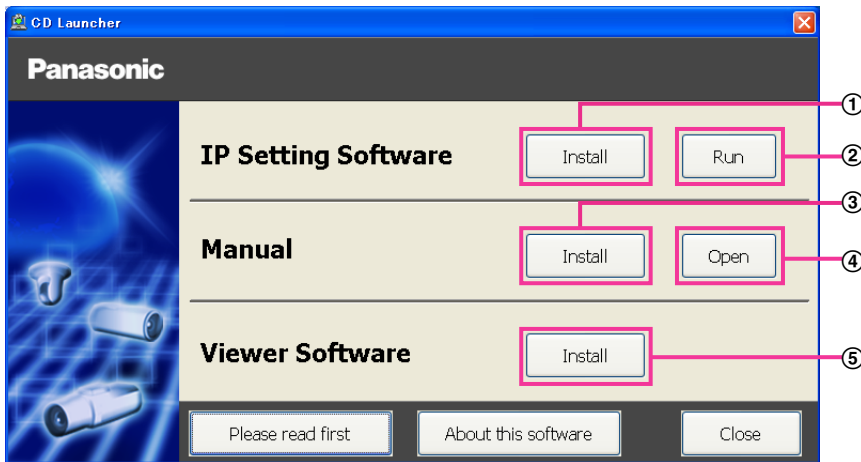 CD Launcher
Panasonic
①
IP Setting Software Install Run ②
③
Manual Install Open ④
Viewer Software Install ⑤
Please read first About this software Close